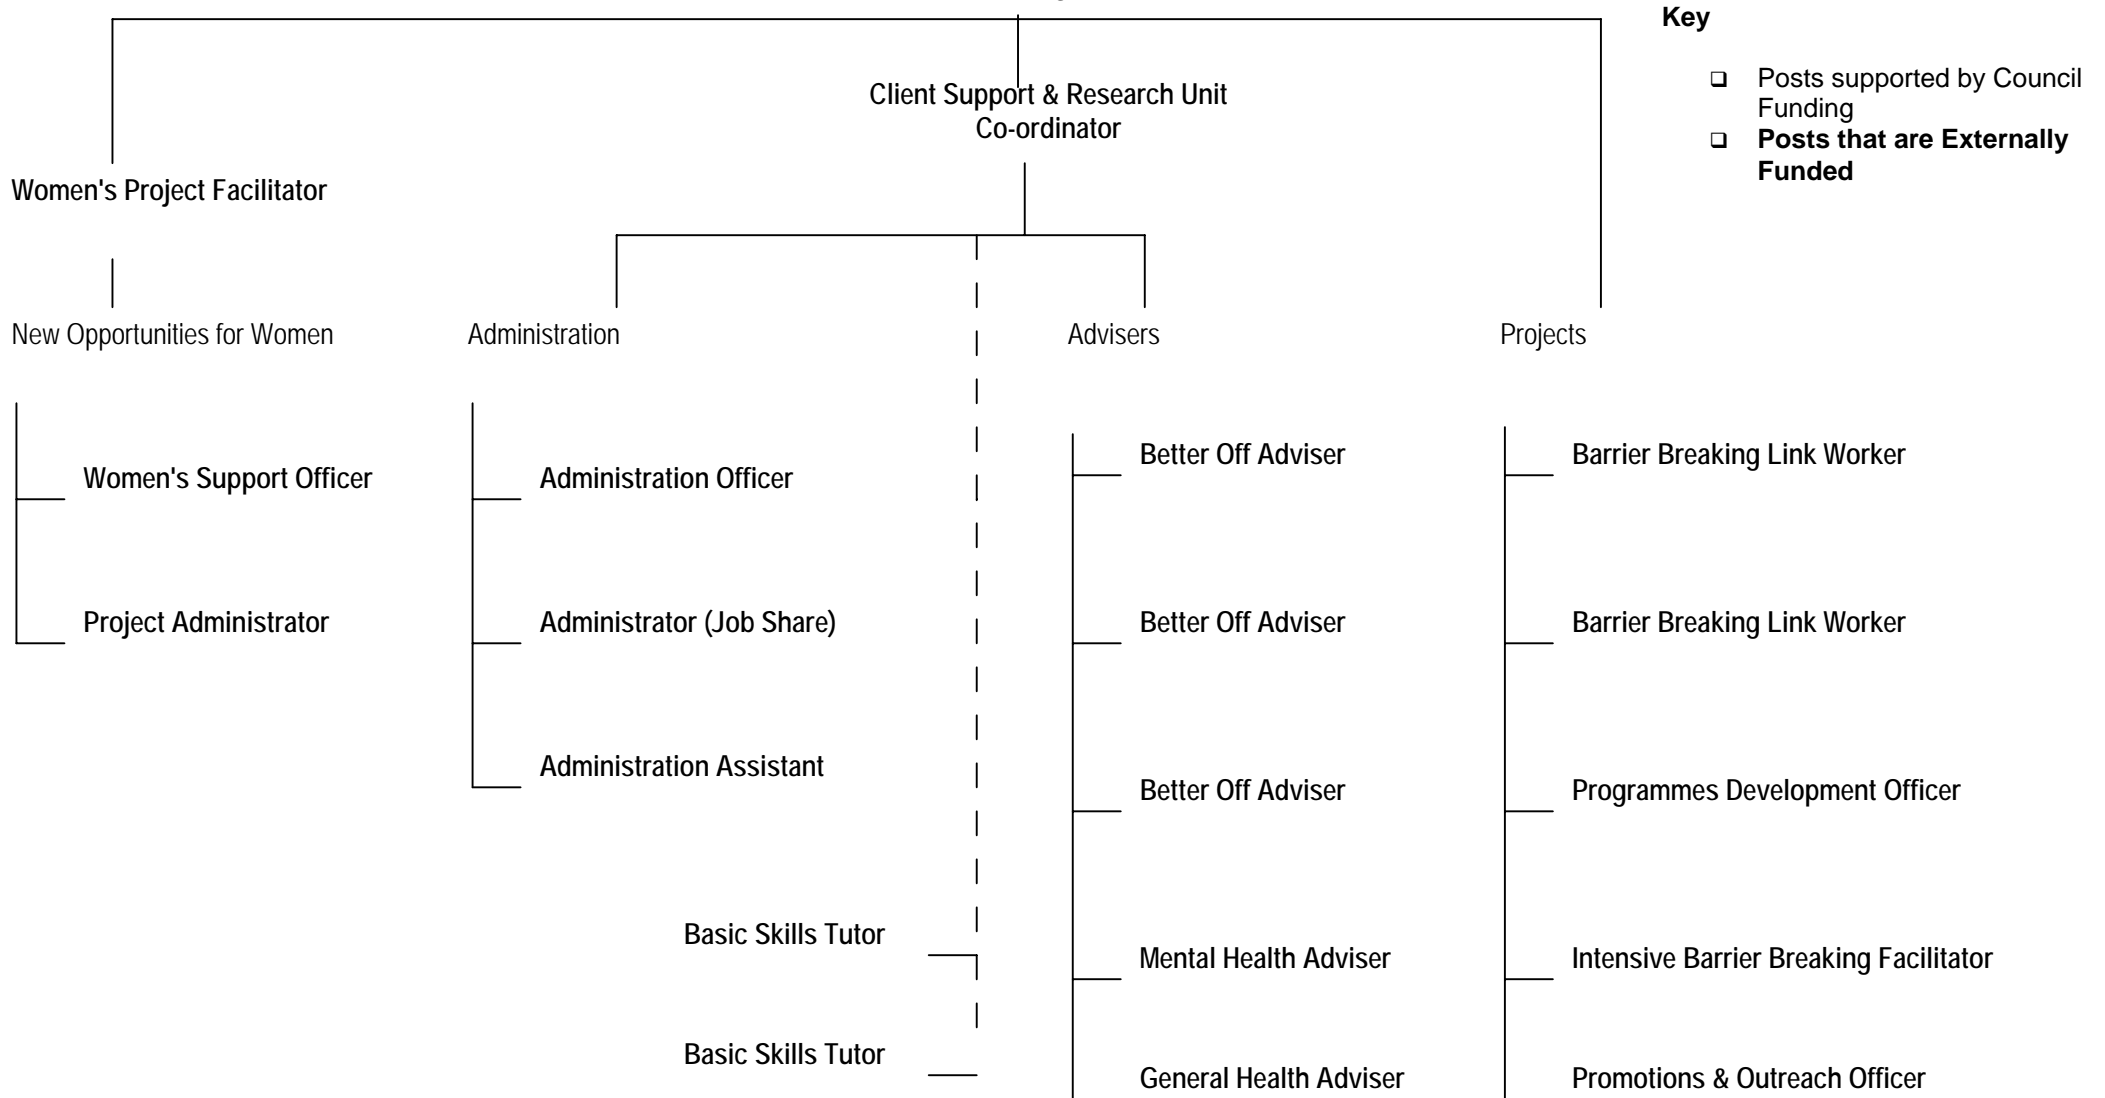 Key
Posts supported by Council
Funding
Posts that are Externally
Funded
Client Support & Research Unit
Co-ordinator
Women's Project Facilitator
New Opportunities for Women
Administration
Advisers
Projects
Women's Support Officer
Project Administrator
Administration Officer
Administrator (Job Share)
Administration Assistant
Basic Skills Tutor
Basic Skills Tutor
Better Off Adviser
Better Off Adviser
Better Off Adviser
Mental Health Adviser
General Health Adviser
Barrier Breaking Link Worker
Barrier Breaking Link Worker
Programmes Development Officer
Intensive Barrier Breaking Facilitator
Promotions & Outreach Officer